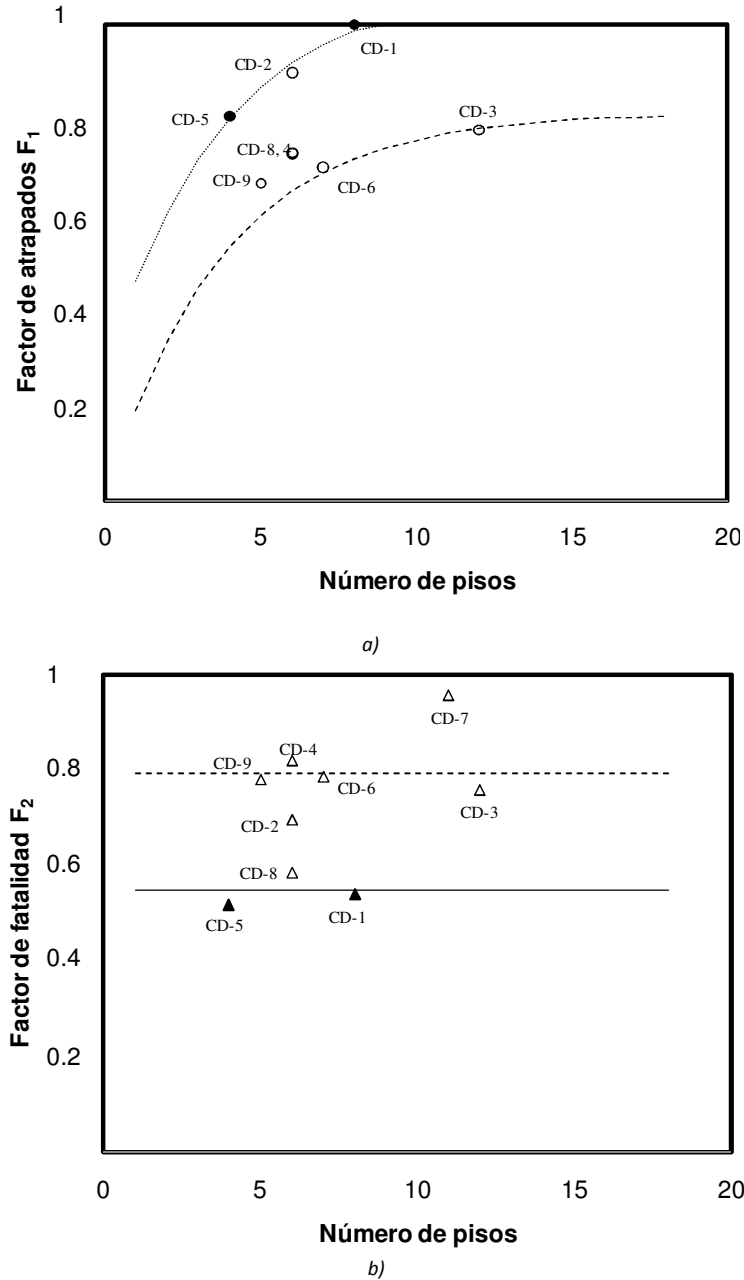 1
CD-1
CD-2
CD-5
CD-3
0.8
CD-8, 4
CD-9
CD-6
0.6
0.4
0.2
Factor de atrapados F1
0 5 10 15 20
Número de pisos
a)
1
CD-7
CD-4
CD-9
0.8
CD-6
CD-3
CD-2
CD-8
0.6
CD-5
CD-1
0.4
0.2
Factor de fatalidad F2
0 5 10 15 20
Número de pisos
b)